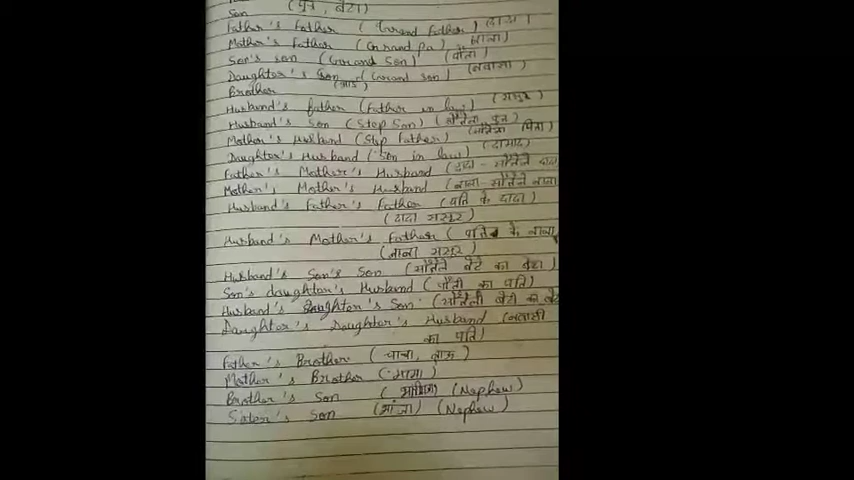 Son (पुत्र, बेटा)
Father's Father (Grand Father) (दादा)
Mother's Father (Grand pa) (नाना)
Son's son (Grand Son) (पोता)
Daughter's Son (Grand son) (नवासा)
Brother (भाई)
Husband's father (Father in law) (ससुर)
Husband's Son (Step Son) (सौतेला पुत्र)
Mother's Husband (Step Father) (सौतेला पिता)
Daughter's Husband (Son in law) (दामाद)
Father's Mother's Husband (दादा - सौतेले दादा
Mother's Mother's Husband (नाना - सौतेले नाना
Husband's Father's Father (पति के दादा)
(दादा ससुर)
Husband's Mother's Father (पति के नाना
(नाना ससुर)
Husband's Son's Son (सौतेले बेटे का बेटा)
Son's daughter's Husband (पोती का पति)
Husband's Daughter's Son (सौतेली बेटी का
Daughter's Daughter's Husband (नवासी
का पति)
Father's Brother (चाचा, ताऊ)
Mother's Brother (मामा)
Brother's Son (Nephew)
Sister's Son (भांजा) (Nephew)